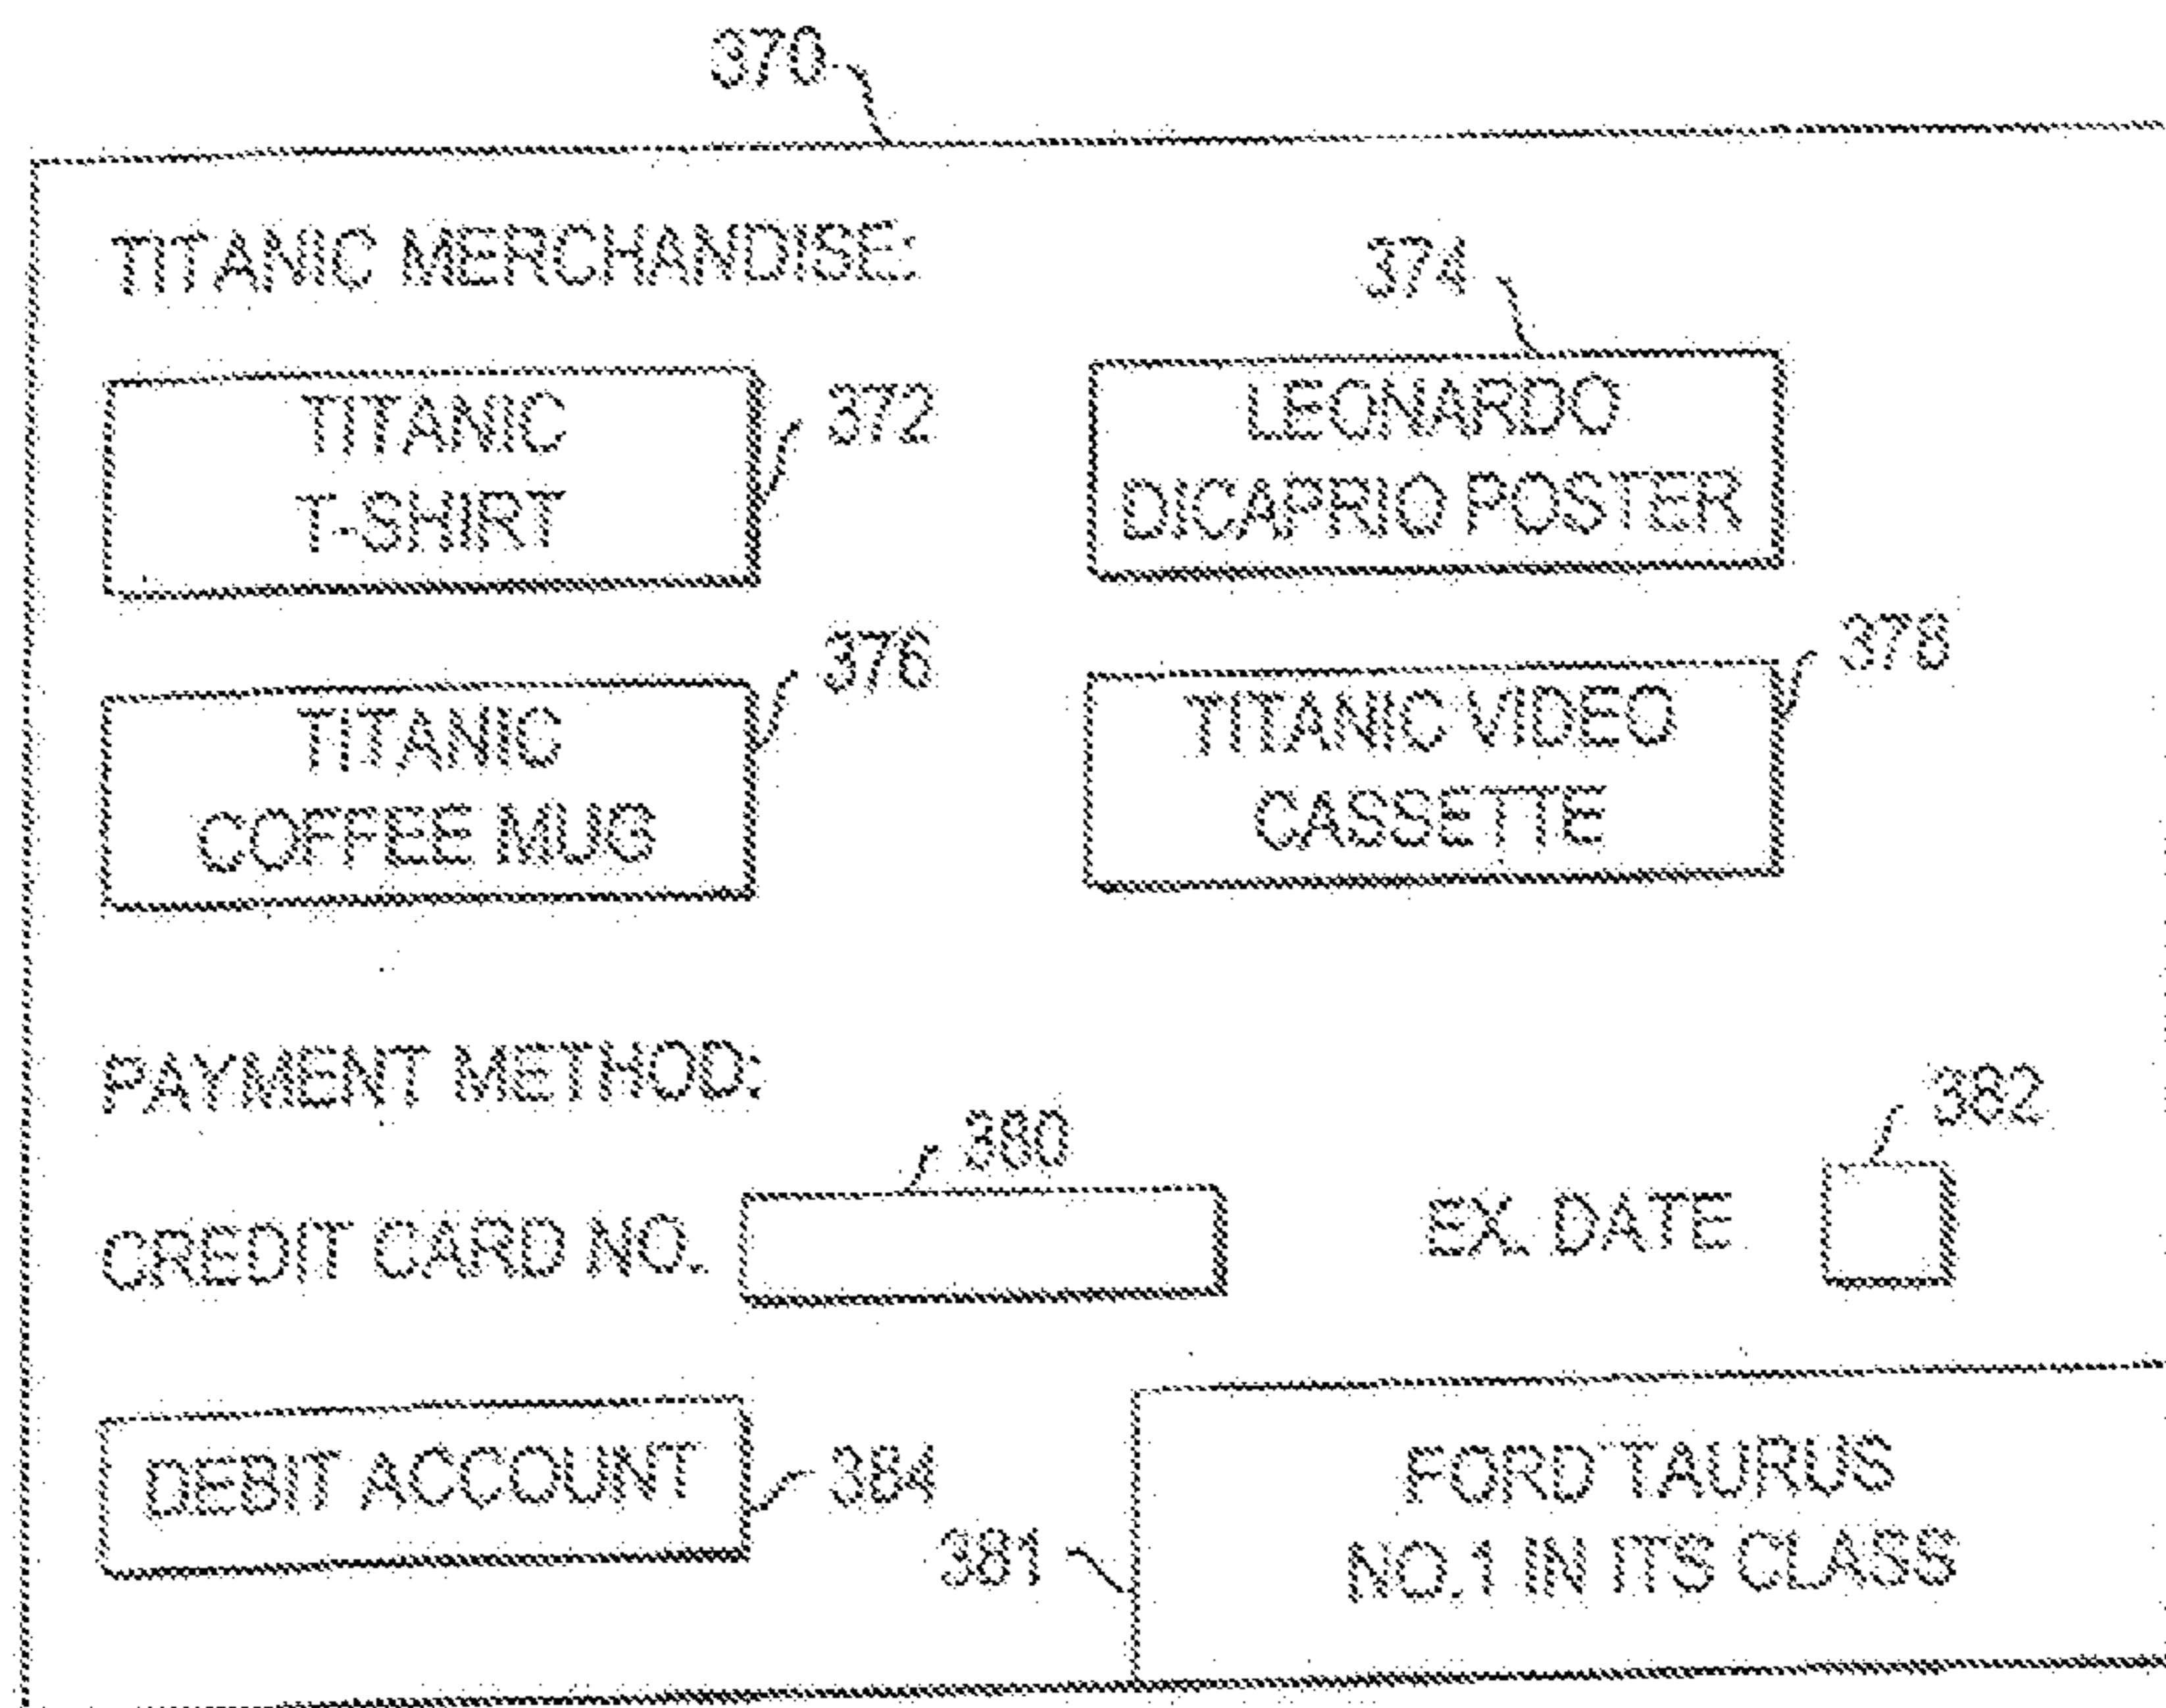 370
TITANIC MERCHANDISE:
374
TITANIC
T-SHIRT
372
LEONARDO
DICAPRIO POSTER
376
378
TITANIC
COFFEE MUG
TITANIC VIDEO
CASSETTE
PAYMENT METHOD:
380
382
CREDIT CARD NO.
EX. DATE
DEBIT ACCOUNT
384
381
FORD TAURUS
NO.1 IN ITS CLASS